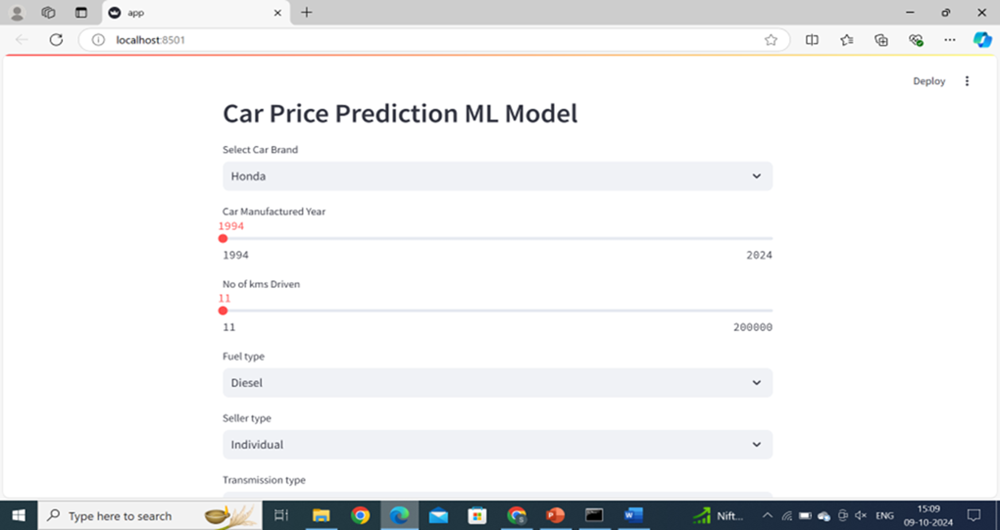 app
localhost:8501
Deploy
Car Price Prediction ML Model
Select Car Brand
Honda
Car Manufactured Year
1994
1994 2024
No of kms Driven
11
11 200000
Fuel type
Diesel
Seller type
Individual
Transmission type
Type here to search
Nift...
ENG
15:09
09-10-2024